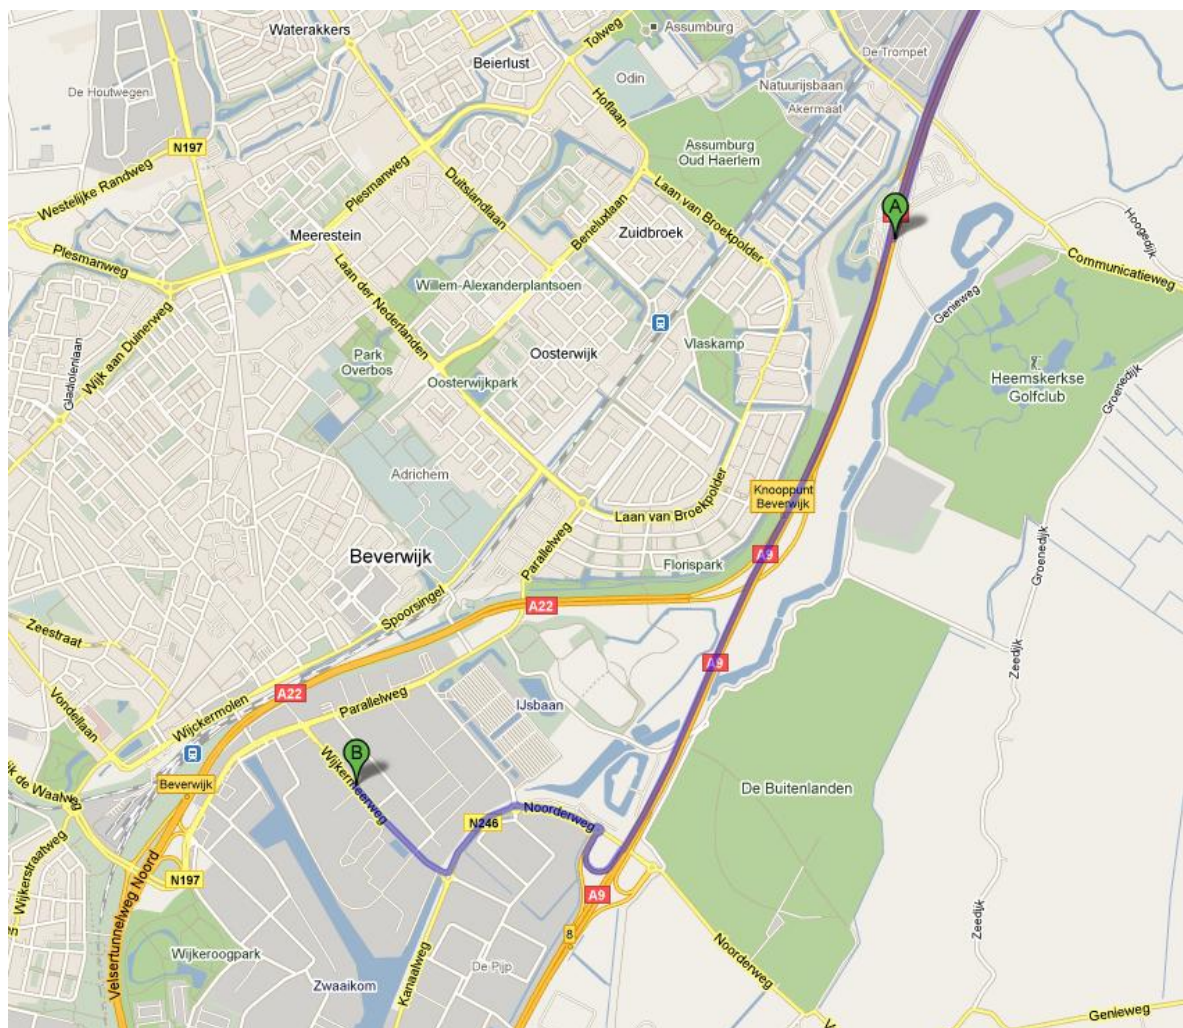 Waterakkers
Tolweg
Assumburg
De Trompet
Beierlust
De Houtwegen
Odin
Natuurijsbaan
Hoflaan
Akermaat
N197
Assumburg
Oud Haerlem
Westelijke Randweg
Plesmanweg
Duitslandlaan
Laan van Broekpolder
A
Hoogedijk
Meerestein
Beneluxlaan
Zuidbroek
Plesmanweg
Communicatieweg
Laan der Nederlanden
Willem-Alexanderplantsoen
Genieweg
Wijk aan Duinerweg
Gladiolenlaan
Park
Overbos
Oosterwijk
Vlaskamp
Heemskerkse
Golfclub
Groenedijk
Oosterwijkpark
Adrichem
Knooppunt
Beverwijk
Laan van Broekpolder
Beverwijk
Parallelweg
Florispark
A9
Groenedijk
Spoorsingel
A22
Zeestraat
Zeedijk
A9
A22
Vondellaan
Wijckermolen
Parallelweg
IJsbaan
B
Wijkermeerweg
Beverwijk
De Buitenlanden
ik de Waalweg
N246
Noorderweg
Wijkerstraatweg
N197
A9
Velsertunnelweg Noord
8
Zeedijk
Wijkeroogpark
De Pijp
Noorderweg
Zwaaikom
Kanaalweg
Genieweg